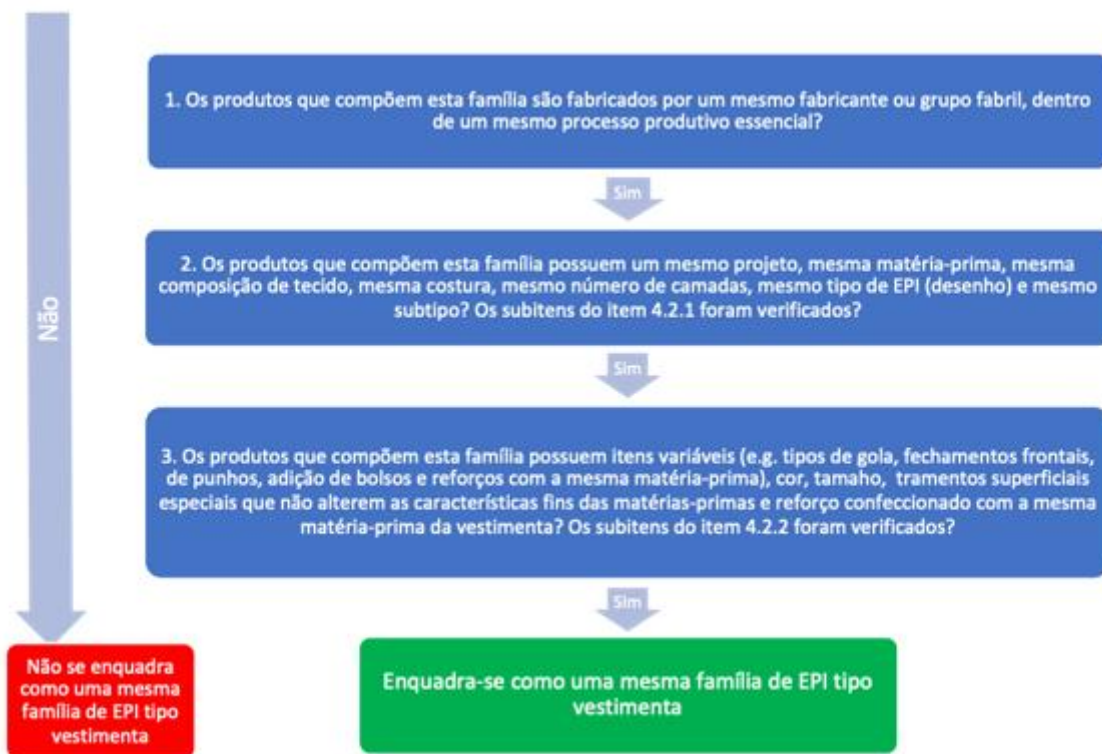 1. Os produtos que compõem esta família são fabricados por um mesmo fabricante ou grupo fabril, dentro
de um mesmo processo produtivo essencial?
Sim
2. Os produtos que compõem esta família possuem um mesmo projeto, mesma matéria-prima, mesma
composição de tecido, mesma costura, mesmo número de camadas, mesmo tipo de EPI (desenho) e mesmo
subtipo? Os subitens do item 4.2.1 foram verificados?
Não
Sim
3. Os produtos que compõem esta família possuem itens variáveis (e.g. tipos de gola, fechamentos frontais,
de punhos, adição de bolsos e reforços com a mesma matéria-prima), cor, tamanho, tramentos superficiais
especiais que não alterem as características fins das matérias-primas e reforço confeccionado com a mesma
matéria-prima da vestimenta? Os subitens do item 4.2.2 foram verificados?
Sim
Não se enquadra
como uma mesma
família de EPI tipo
vestimenta
Enquadra-se como uma mesma família de EPI tipo
vestimenta